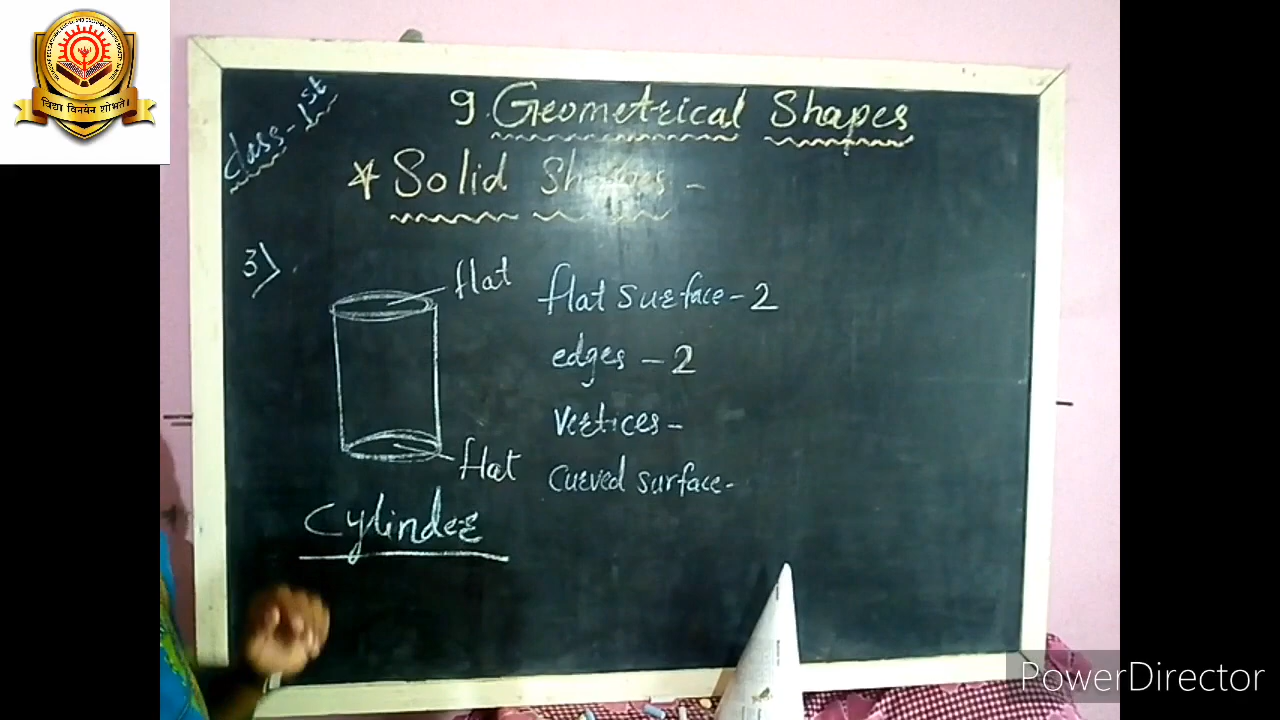 विद्या विनयेन शोभते।
Class-1st
9. Geometrical Shapes
* Solid Shapes -
3)
flat
flat surface - 2
edges - 2
Vertices -
flat
Curved surface -
Cylinder
PowerDirector